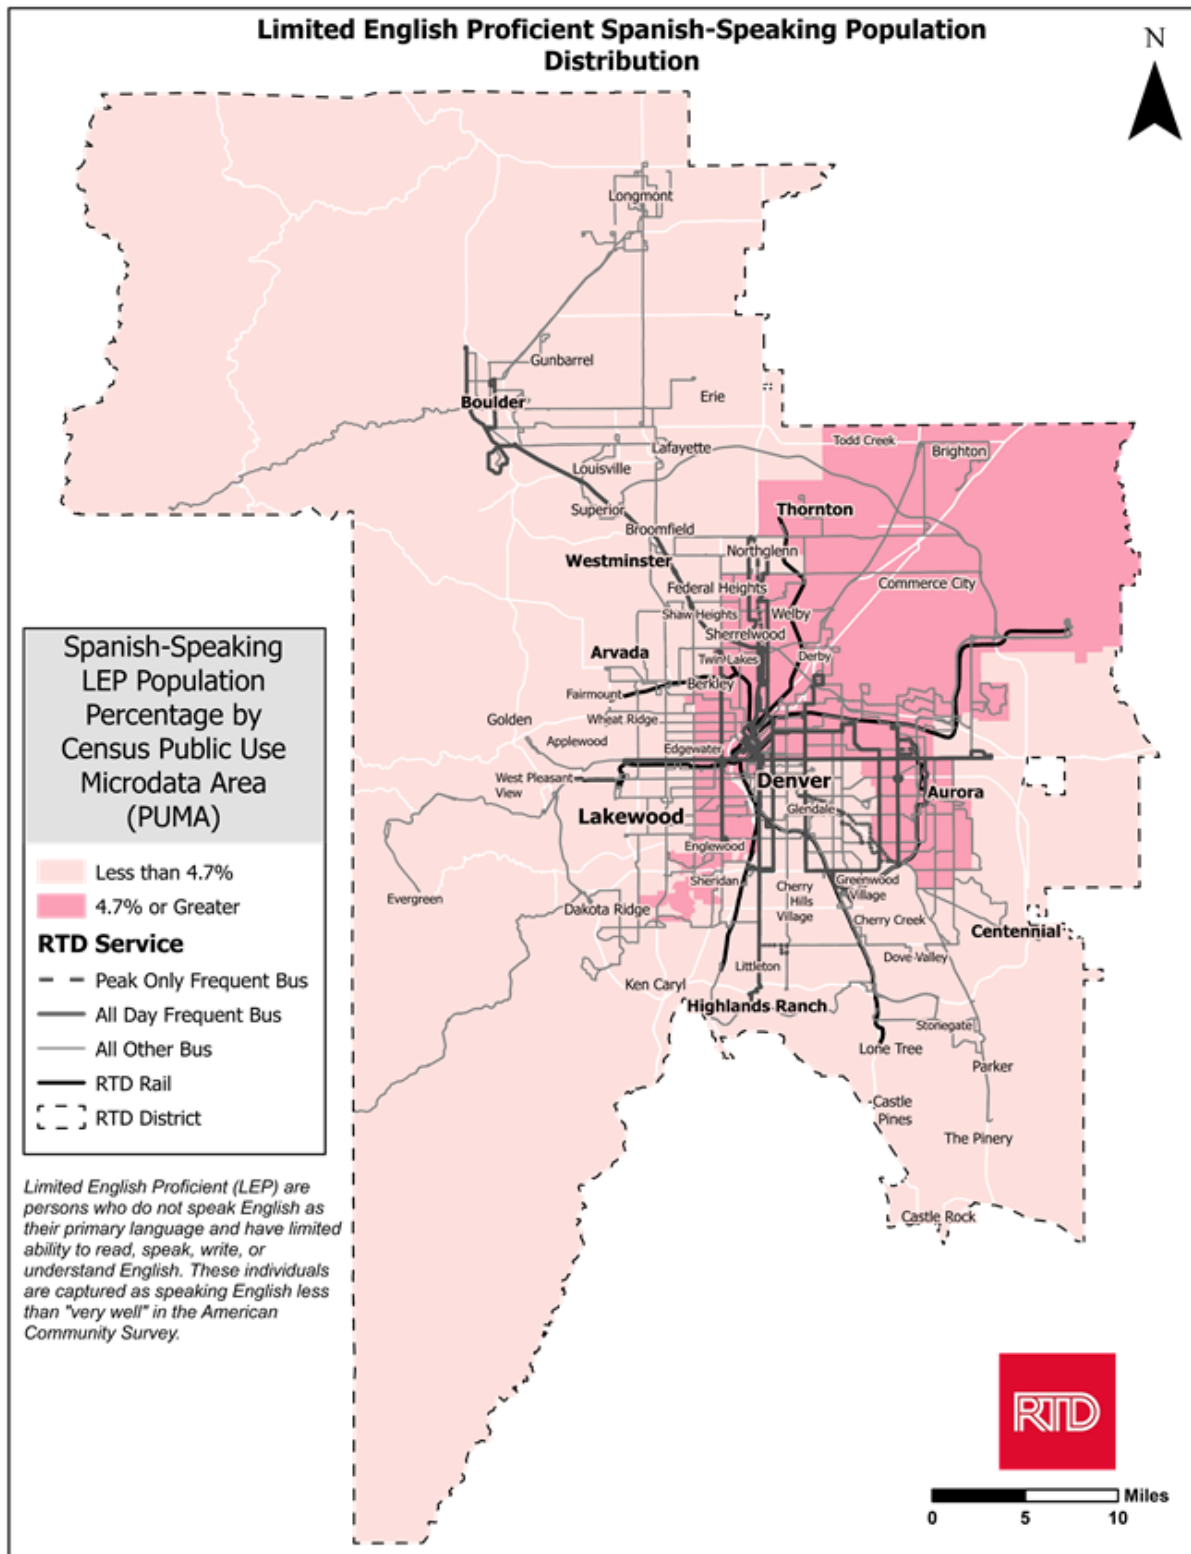 Limited English Proficient Spanish-Speaking Population
Distribution
N
Longmont
Gunbarrel
Boulder
Erie
Lafayette
Louisville
Superior
Broomfield
Westminster
Todd Creek
Brighton
Thornton
Northglenn
Federal Heights
Commerce City
Shaw Heights
Welby
Sherrelwood
Arvada
Twin Lakes
Derby
Fairmount
Berkley
Golden
Wheat Ridge
Applewood
Edgewater
West Pleasant
View
Denver
Aurora
Lakewood
Glendale
Englewood
Sheridan
Cherry
Hills
Village
Greenwood
Village
Evergreen
Dakota Ridge
Cherry Creek
Centennial
Dove Valley
Littleton
Ken Caryl
Highlands Ranch
Stonegate
Lone Tree
Parker
Castle
Pines
The Pinery
Castle Rock
Spanish-Speaking
LEP Population
Percentage by
Census Public Use
Microdata Area
(PUMA)
Less than 4.7%
4.7% or Greater
RTD Service
Peak Only Frequent Bus
All Day Frequent Bus
All Other Bus
RTD Rail
RTD District
Limited English Proficient (LEP) are
persons who do not speak English as
their primary language and have limited
ability to read, speak, write, or
understand English. These individuals
are captured as speaking English less
than "very well" in the American
Community Survey.
RTD
Miles
0 5 10